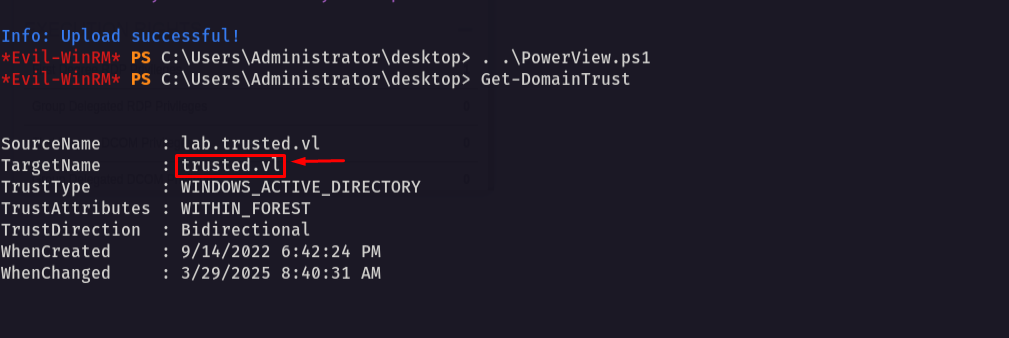 Info: Upload successful!
*Evil-WinRM* PS C:\Users\Administrator\desktop> . .\PowerView.ps1
*Evil-WinRM* PS C:\Users\Administrator\desktop> Get-DomainTrust
SourceName      : lab.trusted.vl
TargetName      : trusted.vl
TrustType       : WINDOWS_ACTIVE_DIRECTORY
TrustAttributes : WITHIN_FOREST
TrustDirection  : Bidirectional
WhenCreated     : 9/14/2022 6:42:24 PM
WhenChanged     : 3/29/2025 8:40:31 AM